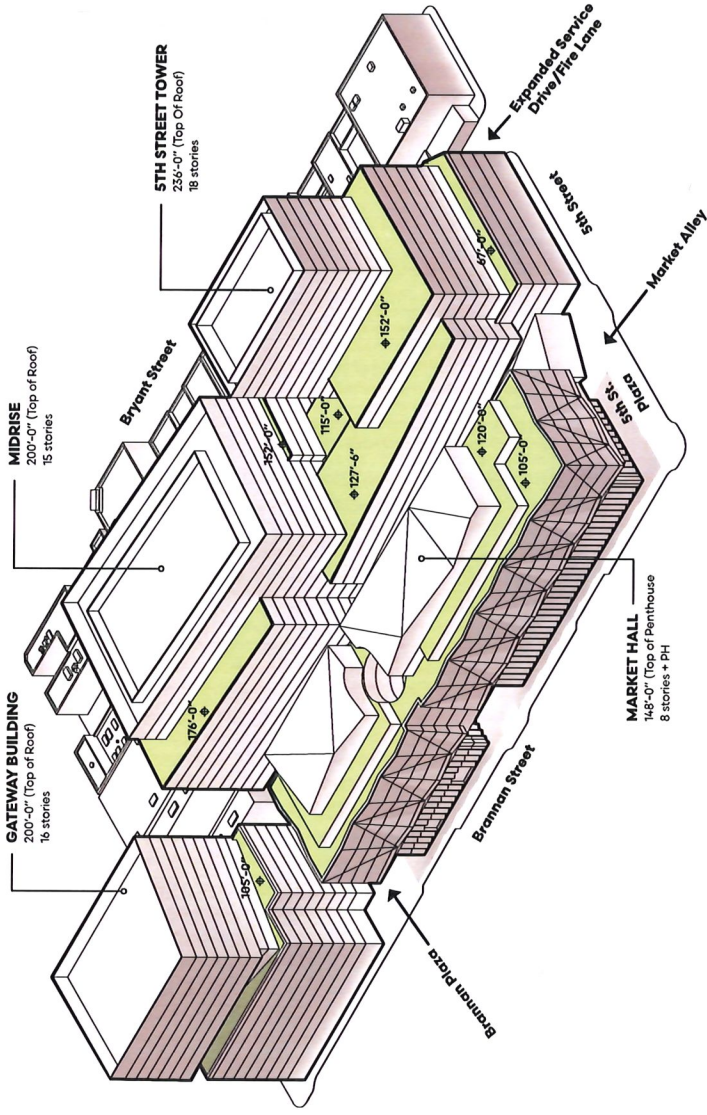 GATEWAY BUILDING
200'-0" (Top of Roof)
16 stories
MIDRISE
200'-0" (Top of Roof)
15 stories
5TH STREET TOWER
236'-0" (Top Of Roof)
18 stories
Bryant Street
Expanded Service
Drive/Fire Lane
5th Street
Market Alley
5th St.
Plaza
67'-0"
152'-0"
115'-0"
152'-0"
127'-6"
120'-0"
105'-0"
176'-0"
105'-0"
MARKET HALL
148'-0" (Top of Penthouse
8 stories + PH
Brannan Street
Brannan Plaza